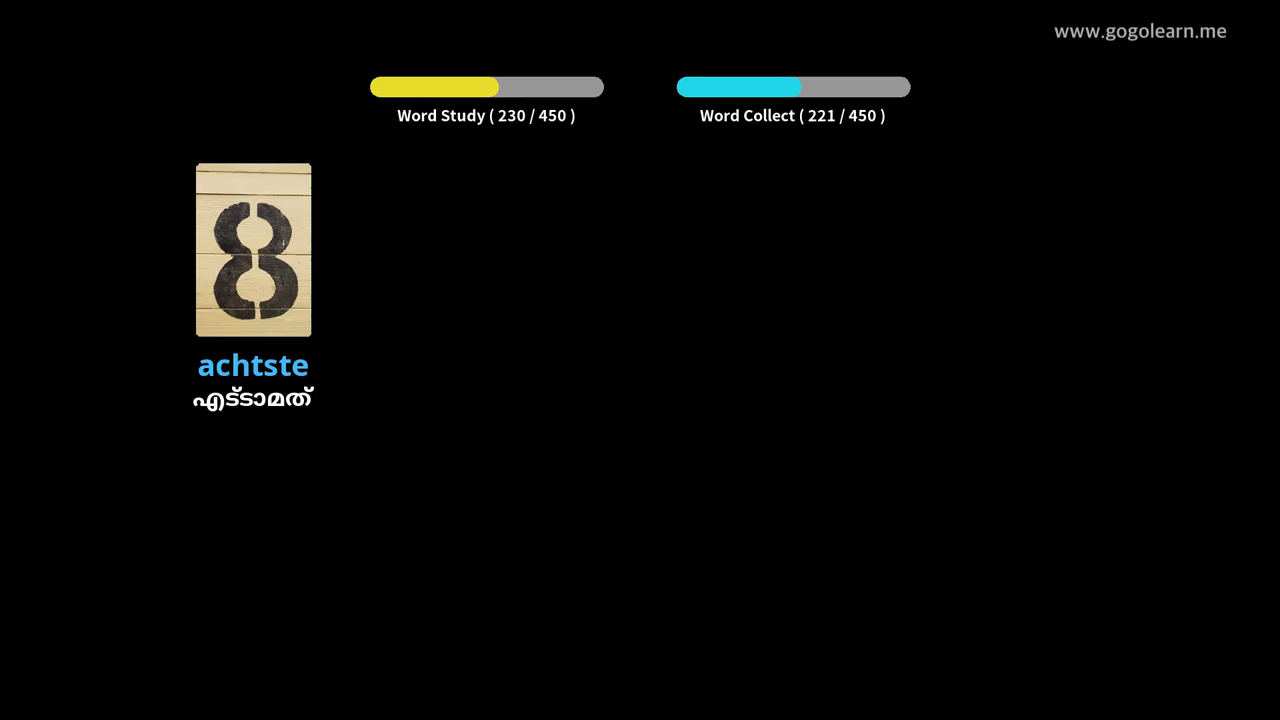 www.gogolearn.me
Word Study ( 230 / 450 )
Word Collect ( 221 / 450 )
8
achtste
എട്ടാമത്